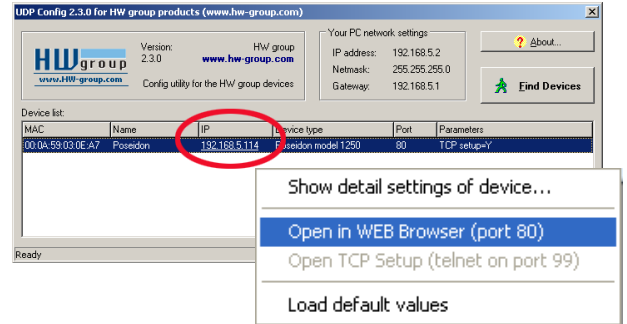 UDP Config 2.3.0 for HW group products (www.hw-group.com)
HWgroup
www.HW-group.com
Version: HW group
2.3.0 www.hw-group.com
Config utility for the HW group devices
Your PC network settings
IP address: 192.168.5.2
Netmask: 255.255.255.0
Gateway: 192.168.5.1
? About...
Find Devices
Device list:
MAC Name IP Device type Port Parameters
00:0A:59:03:0E:A7 Poseidon 192.168.5.114 Poseidon model 1250 80 TCP setup=Y
Show detail settings of device...
Open in WEB Browser (port 80)
Open TCP Setup (telnet on port 99)
Load default values
Ready